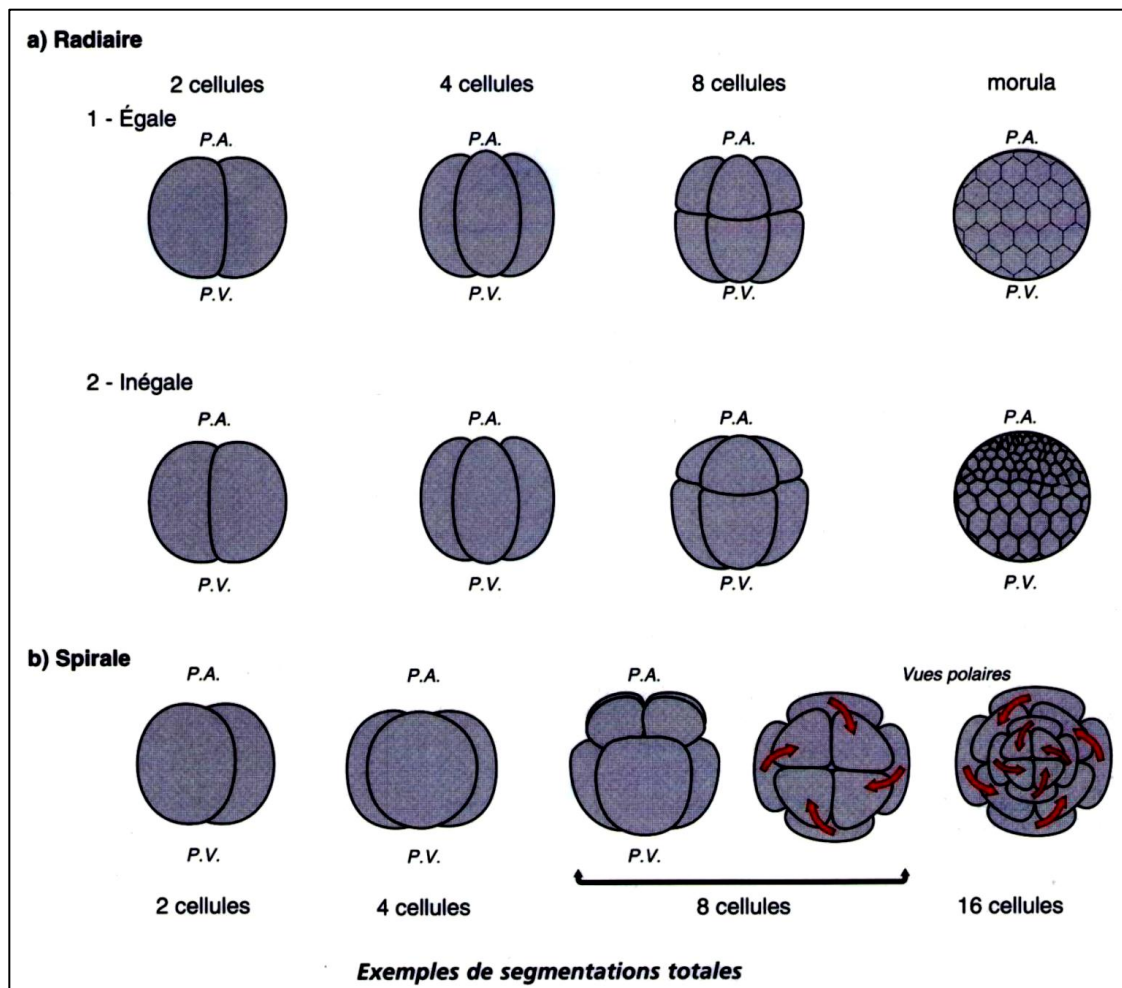 a) Radiaire
2 cellules 4 cellules 8 cellules morula
1 - Égale
P.A. P.A. P.A. P.A.
P.V. P.V. P.V. P.V.
2 - Inégale
P.A. P.A. P.A. P.A.
P.V. P.V. P.V. P.V.
b) Spirale
P.A. P.A. P.A. Vues polaires
P.V. P.V. P.V.
2 cellules 4 cellules 8 cellules 16 cellules
Exemples de segmentations totales